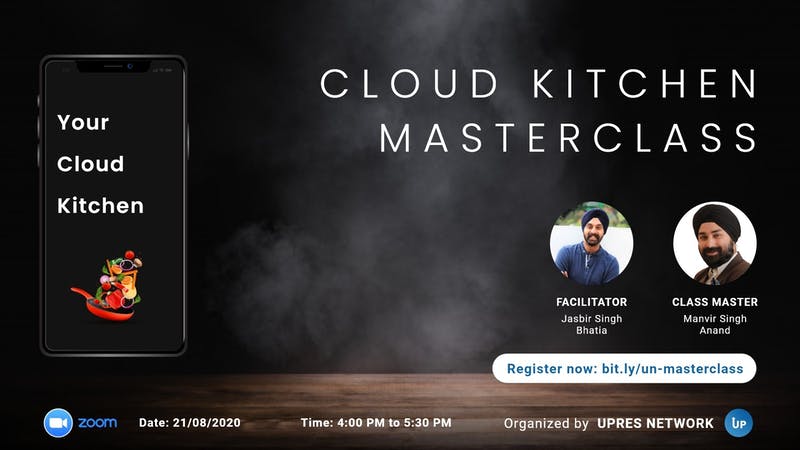 CLOUD KITCHEN
MASTERCLASS
Your
Cloud
Kitchen
FACILITATOR
Jasbir Singh
Bhatia
CLASS MASTER
Manvir Singh
Anand
Register now: bit.ly/un-masterclass
zoom
Date: 21/08/2020
Time: 4:00 PM to 5:30 PM
Organized by UPRES NETWORK
UP